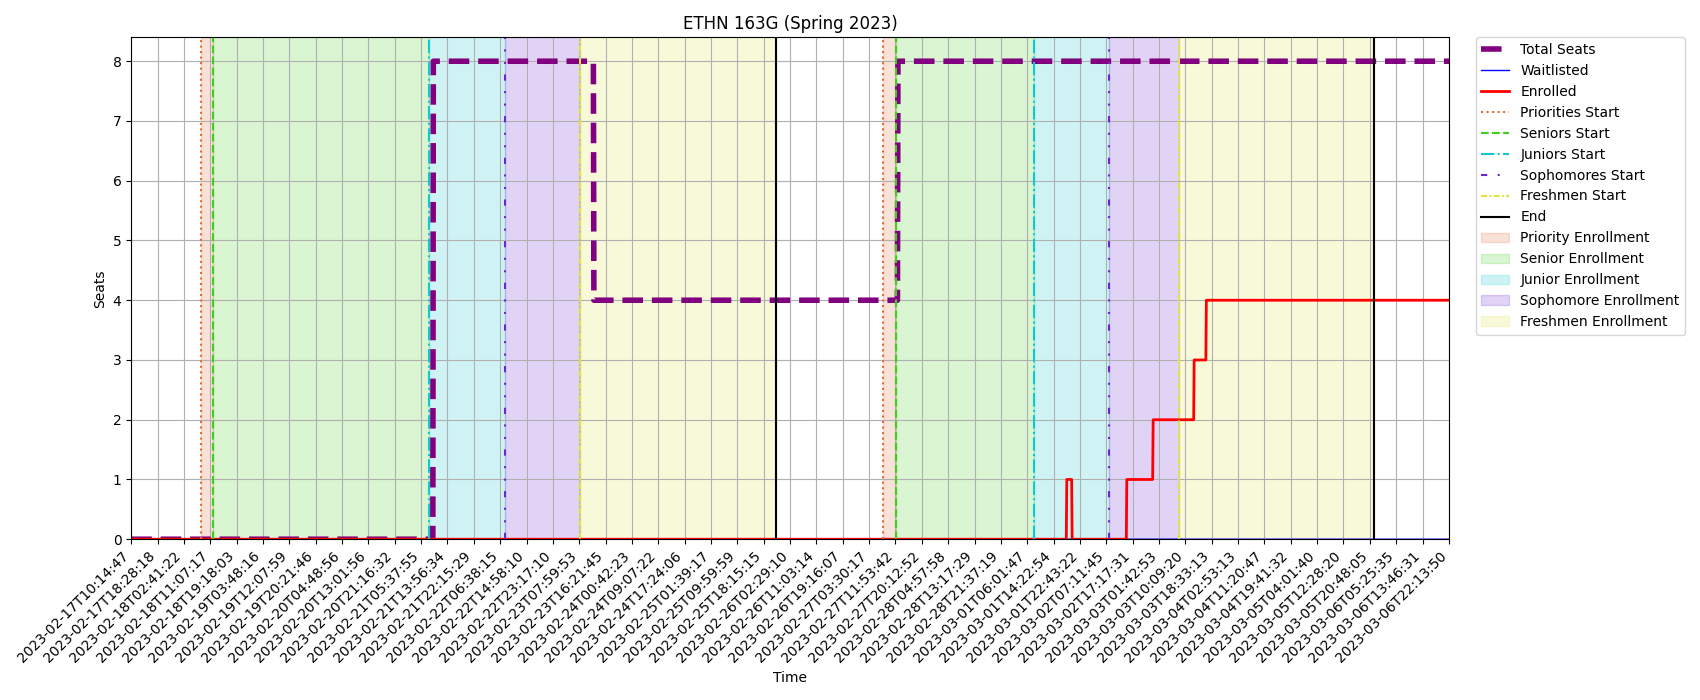 ETHN 163G (Spring 2023)
Seats
8
7
6
5
4
3
2
1
0
2023-02-17T10:14:47
2023-02-17T18:28:18
2023-02-18T02:41:22
2023-02-18T11:07:17
2023-02-18T19:18:03
2023-02-19T03:48:16
2023-02-19T12:07:59
2023-02-19T20:21:46
2023-02-20T04:48:56
2023-02-20T13:01:56
2023-02-20T21:16:32
2023-02-21T05:37:55
2023-02-21T13:56:34
2023-02-21T22:15:29
2023-02-22T06:38:15
2023-02-22T14:58:10
2023-02-22T23:17:10
2023-02-23T07:59:53
2023-02-23T16:21:45
2023-02-24T00:42:23
2023-02-24T09:07:22
2023-02-24T17:24:06
2023-02-25T01:39:17
2023-02-25T09:59:59
2023-02-25T18:15:15
2023-02-26T02:29:10
2023-02-26T11:03:14
2023-02-26T19:16:07
2023-02-27T03:30:17
2023-02-27T11:53:42
2023-02-27T20:12:52
2023-02-28T04:57:58
2023-02-28T13:17:29
2023-02-28T21:37:19
2023-03-01T06:01:47
2023-03-01T14:22:54
2023-03-01T22:43:22
2023-03-02T07:11:45
2023-03-02T17:17:31
2023-03-03T01:42:53
2023-03-03T10:09:20
2023-03-03T18:33:13
2023-03-04T02:53:13
2023-03-04T11:20:47
2023-03-04T19:41:32
2023-03-05T04:01:40
2023-03-05T12:28:20
2023-03-05T20:48:05
2023-03-06T05:25:35
2023-03-06T13:46:31
2023-03-06T22:13:50
Time
Total Seats
Waitlisted
Enrolled
Priorities Start
Seniors Start
Juniors Start
Sophomores Start
Freshmen Start
End
Priority Enrollment
Senior Enrollment
Junior Enrollment
Sophomore Enrollment
Freshmen Enrollment